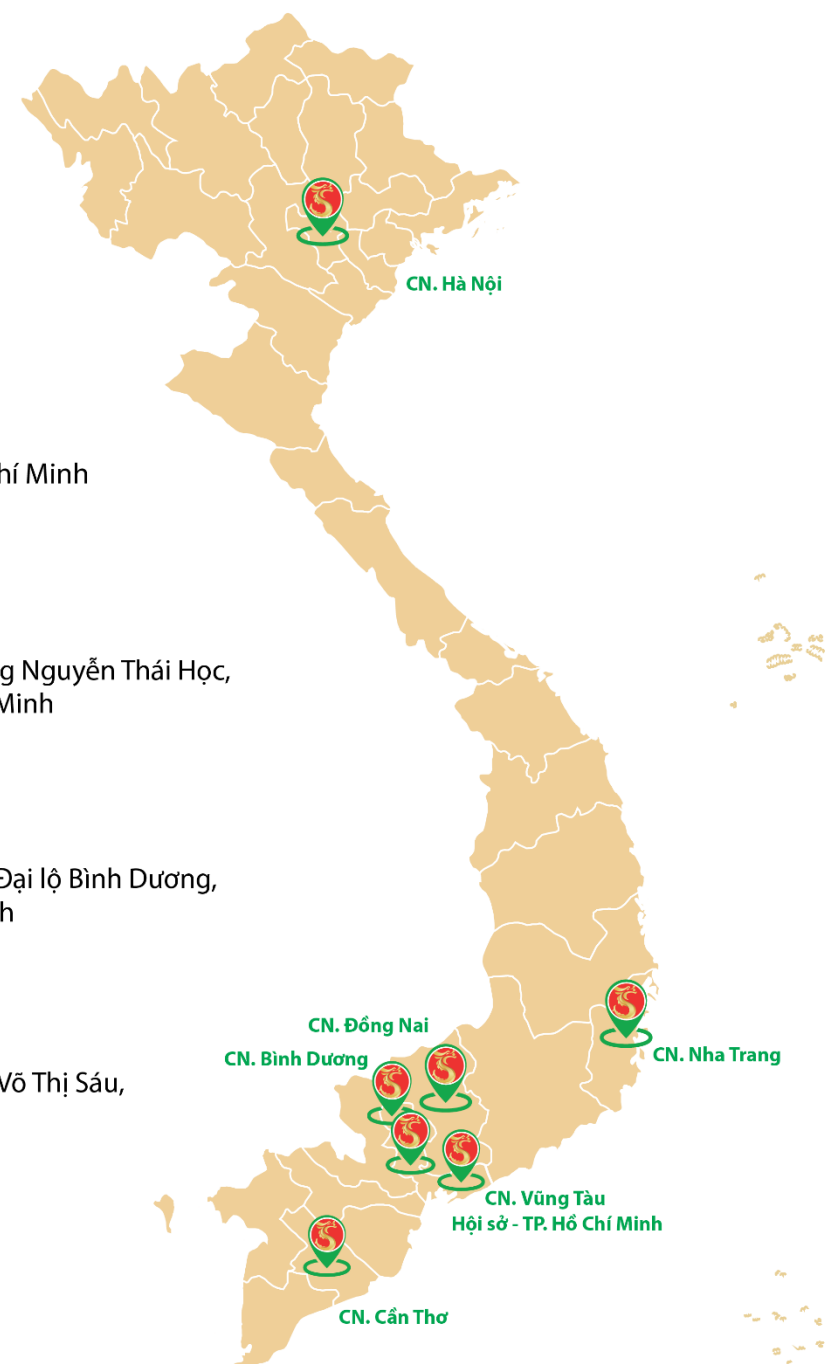 CN. Hà Nội
hí Minh
g Nguyễn Thái Học,
Minh
Đại lộ Bình Dương,
h
CN. Đồng Nai
CN. Bình Dương
CN. Nha Trang
Võ Thị Sáu,
CN. Vũng Tàu
Hội sở - TP. Hồ Chí Minh
CN. Cần Thơ